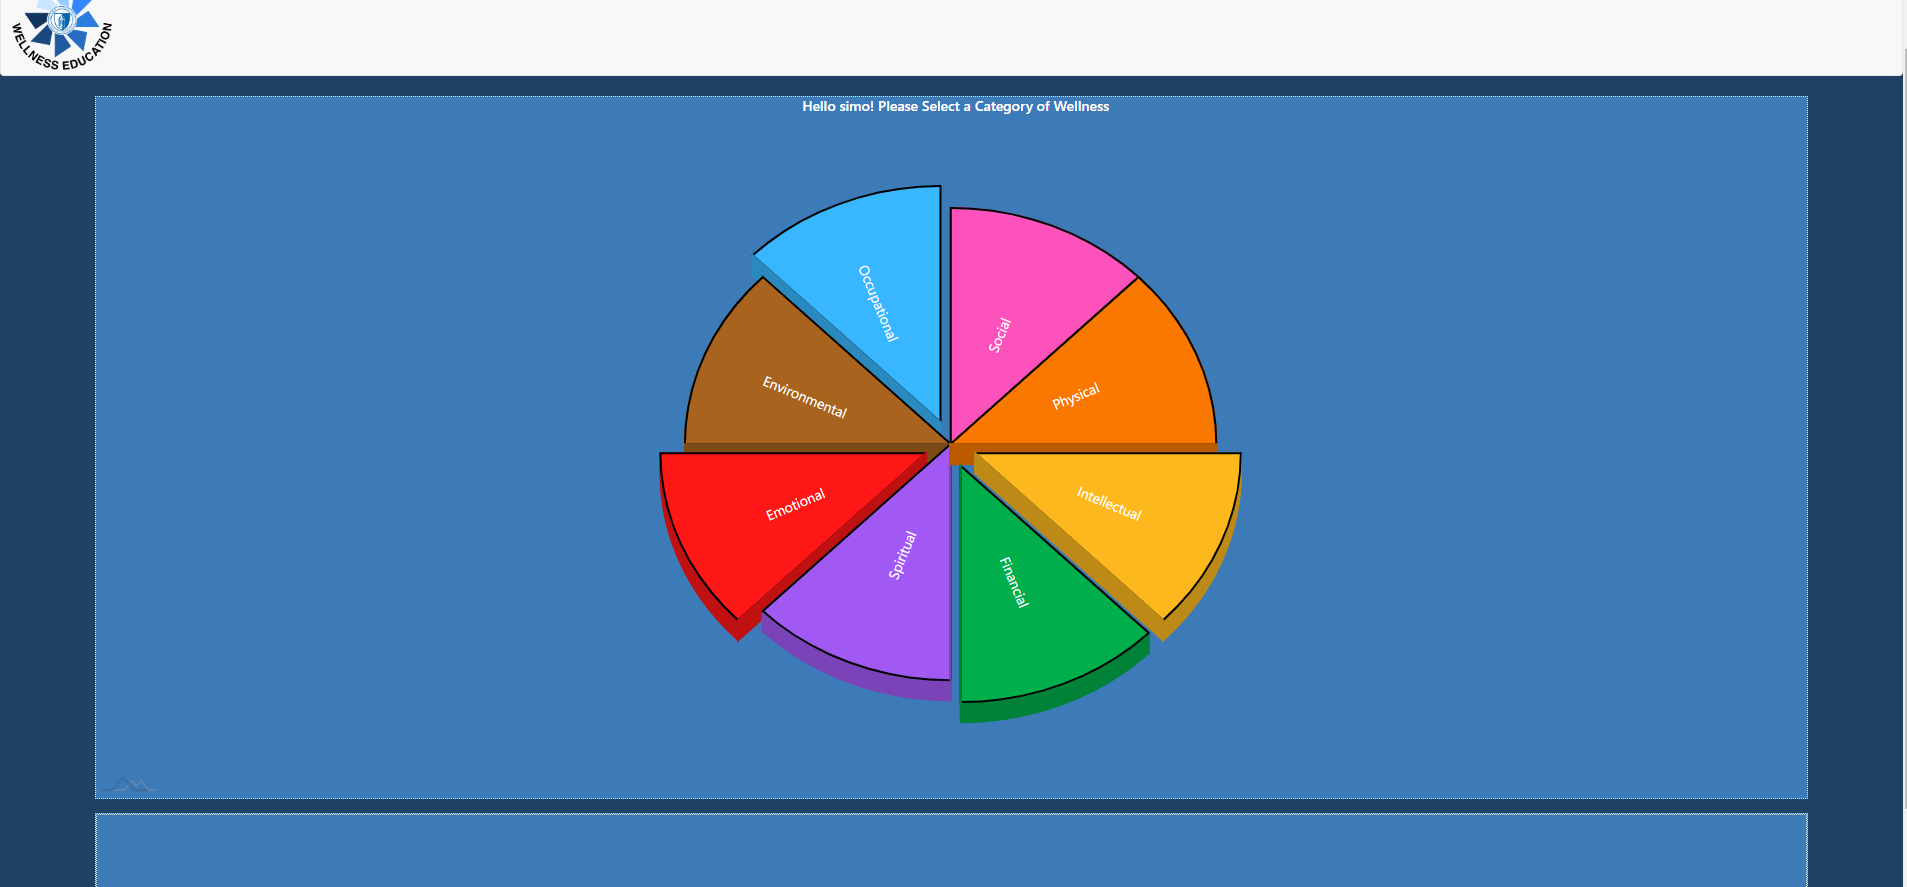 WELLNESS EDUCATION
Hello simo! Please Select a Category of Wellness
Occupational
Social
Environmental
Physical
Emotional
Intellectual
Spiritual
Financial